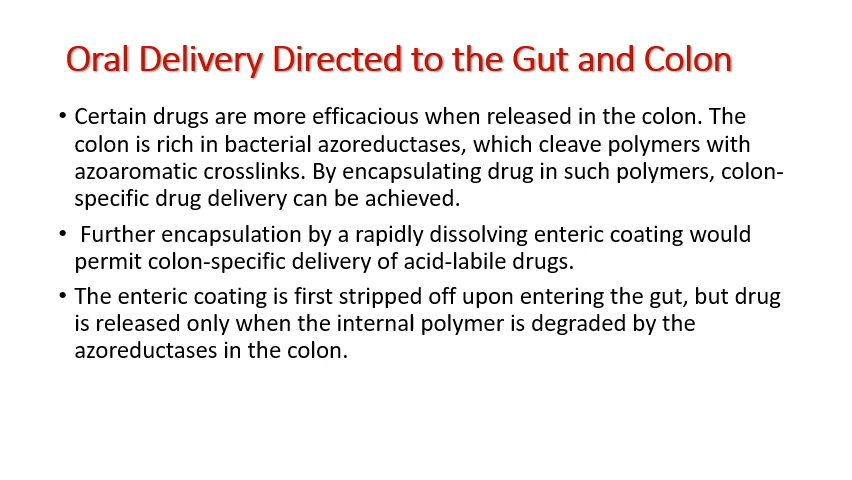 Oral Delivery Directed to the Gut and Colon
• Certain drugs are more efficacious when released in the colon. The
colon is rich in bacterial azoreductases, which cleave polymers with
azoaromatic crosslinks. By encapsulating drug in such polymers, colon-
specific drug delivery can be achieved.
• Further encapsulation by a rapidly dissolving enteric coating would
permit colon-specific delivery of acid-labile drugs.
• The enteric coating is first stripped off upon entering the gut, but drug
is released only when the internal polymer is degraded by the
azoreductases in the colon.